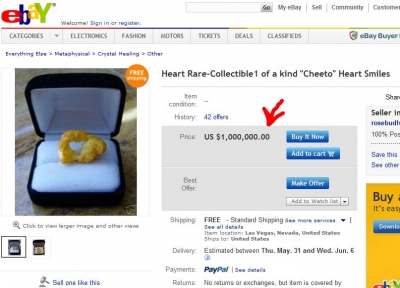 ebaY
Welcome! Sign in or register.
Go
My eBay
Sell
Community
CATEGORIES
ELECTRONICS
FASHION
MOTORS
TICKETS
DEALS
CLASSIFIEDS
eBay Buyer
Everything Else > Metaphysical > Crystal Healing > Other
FREE
SHIPPING
Heart Rare-Collectible1 of a kind "Cheeto" Heart Smiles
Item
condition:
--
Share
History:
42 offers
Seller in
Price:
US $1,000,000.00
Buy It Now
Add to cart
100% Pos
Save this
See other
Best
Offer:
Make Offer
Add to Watch list
Click to view larger image and other views
Shipping:
FREE - Standard Shipping See more services
See all details
Item location: Las Vegas, Nevada, United States
Ships to: United States
Buy a
It's easy
Download
Delivery:
Estimated between Thu. May. 31 and Wed. Jun. 6
Payments:
PayPal | See details
Returns:
No returns or exchanges, but item is covered by
Sell one like this